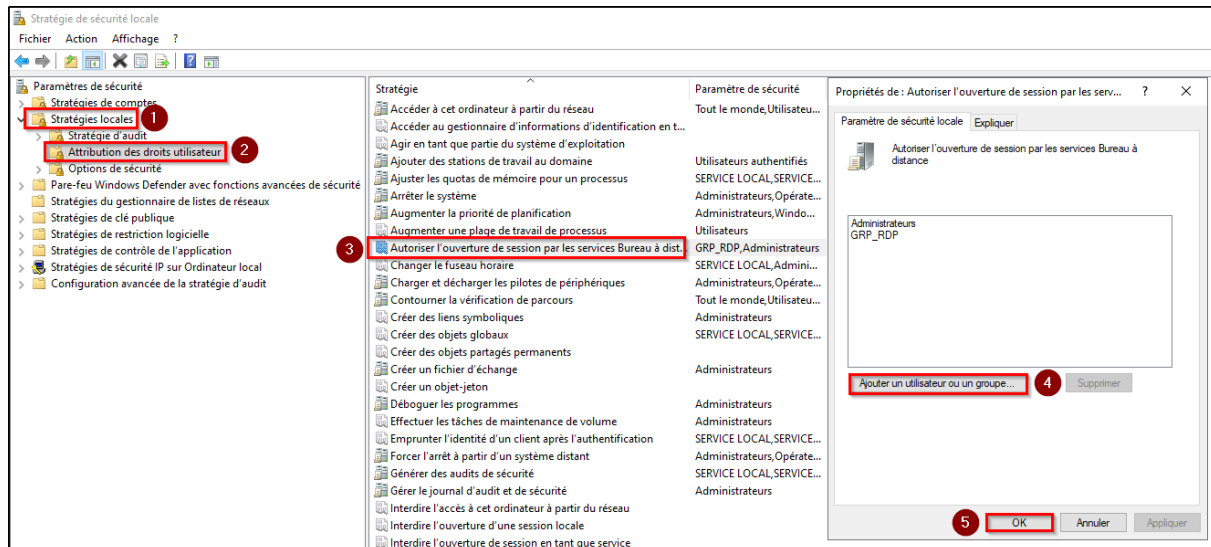 Stratégie de sécurité locale
Fichier Action Affichage ?
Paramètres de sécurité
Stratégies de comptes
Stratégies locales 1
Stratégie d'audit
Attribution des droits utilisateur 2
Options de sécurité
Pare-feu Windows Defender avec fonctions avancées de sécurité
Stratégies du gestionnaire de listes de réseaux
Stratégies de clé publique
Stratégies de restriction logicielle
Stratégies de contrôle de l'application
Stratégies de sécurité IP sur Ordinateur local
Configuration avancée de la stratégie d'audit
Stratégie Paramètre de sécurité
Accéder à cet ordinateur à partir du réseau Tout le monde,Utilisateu...
Accéder au gestionnaire d'informations d'identification en t...
Agir en tant que partie du système d'exploitation
Ajouter des stations de travail au domaine Utilisateurs authentifiés
Ajuster les quotas de mémoire pour un processus SERVICE LOCAL,SERVICE...
Arrêter le système Administrateurs,Opérate...
Augmenter la priorité de planification Administrateurs,Windo...
Augmenter une plage de travail de processus Utilisateurs
3 Autoriser l'ouverture de session par les services Bureau à dist... GRP_RDP,Administrateurs
Changer le fuseau horaire SERVICE LOCAL,Admini...
Charger et décharger les pilotes de périphériques Administrateurs,Opérate...
Contourner la vérification de parcours Tout le monde,Utilisateu...
Créer des liens symboliques Administrateurs
Créer des objets globaux SERVICE LOCAL,SERVICE...
Créer des objets partagés permanents
Créer un fichier d'échange Administrateurs
Créer un objet-jeton
Déboguer les programmes Administrateurs
Effectuer les tâches de maintenance de volume Administrateurs
Emprunter l'identité d'un client après l'authentification SERVICE LOCAL,SERVICE...
Forcer l'arrêt à partir d'un système distant Administrateurs,Opérate...
Générer des audits de sécurité SERVICE LOCAL,SERVICE...
Gérer le journal d'audit et de sécurité Administrateurs
Interdire l'accès à cet ordinateur à partir du réseau
Interdire l'ouverture d'une session locale
Interdire l'ouverture de session en tant que service
Propriétés de : Autoriser l'ouverture de session par les serv... ? ×
Paramètre de sécurité locale Expliquer
Autoriser l'ouverture de session par les services Bureau à
distance
Administrateurs
GRP_RDP
Ajouter un utilisateur ou un groupe... 4 Supprimer
5 OK Annuler Appliquer